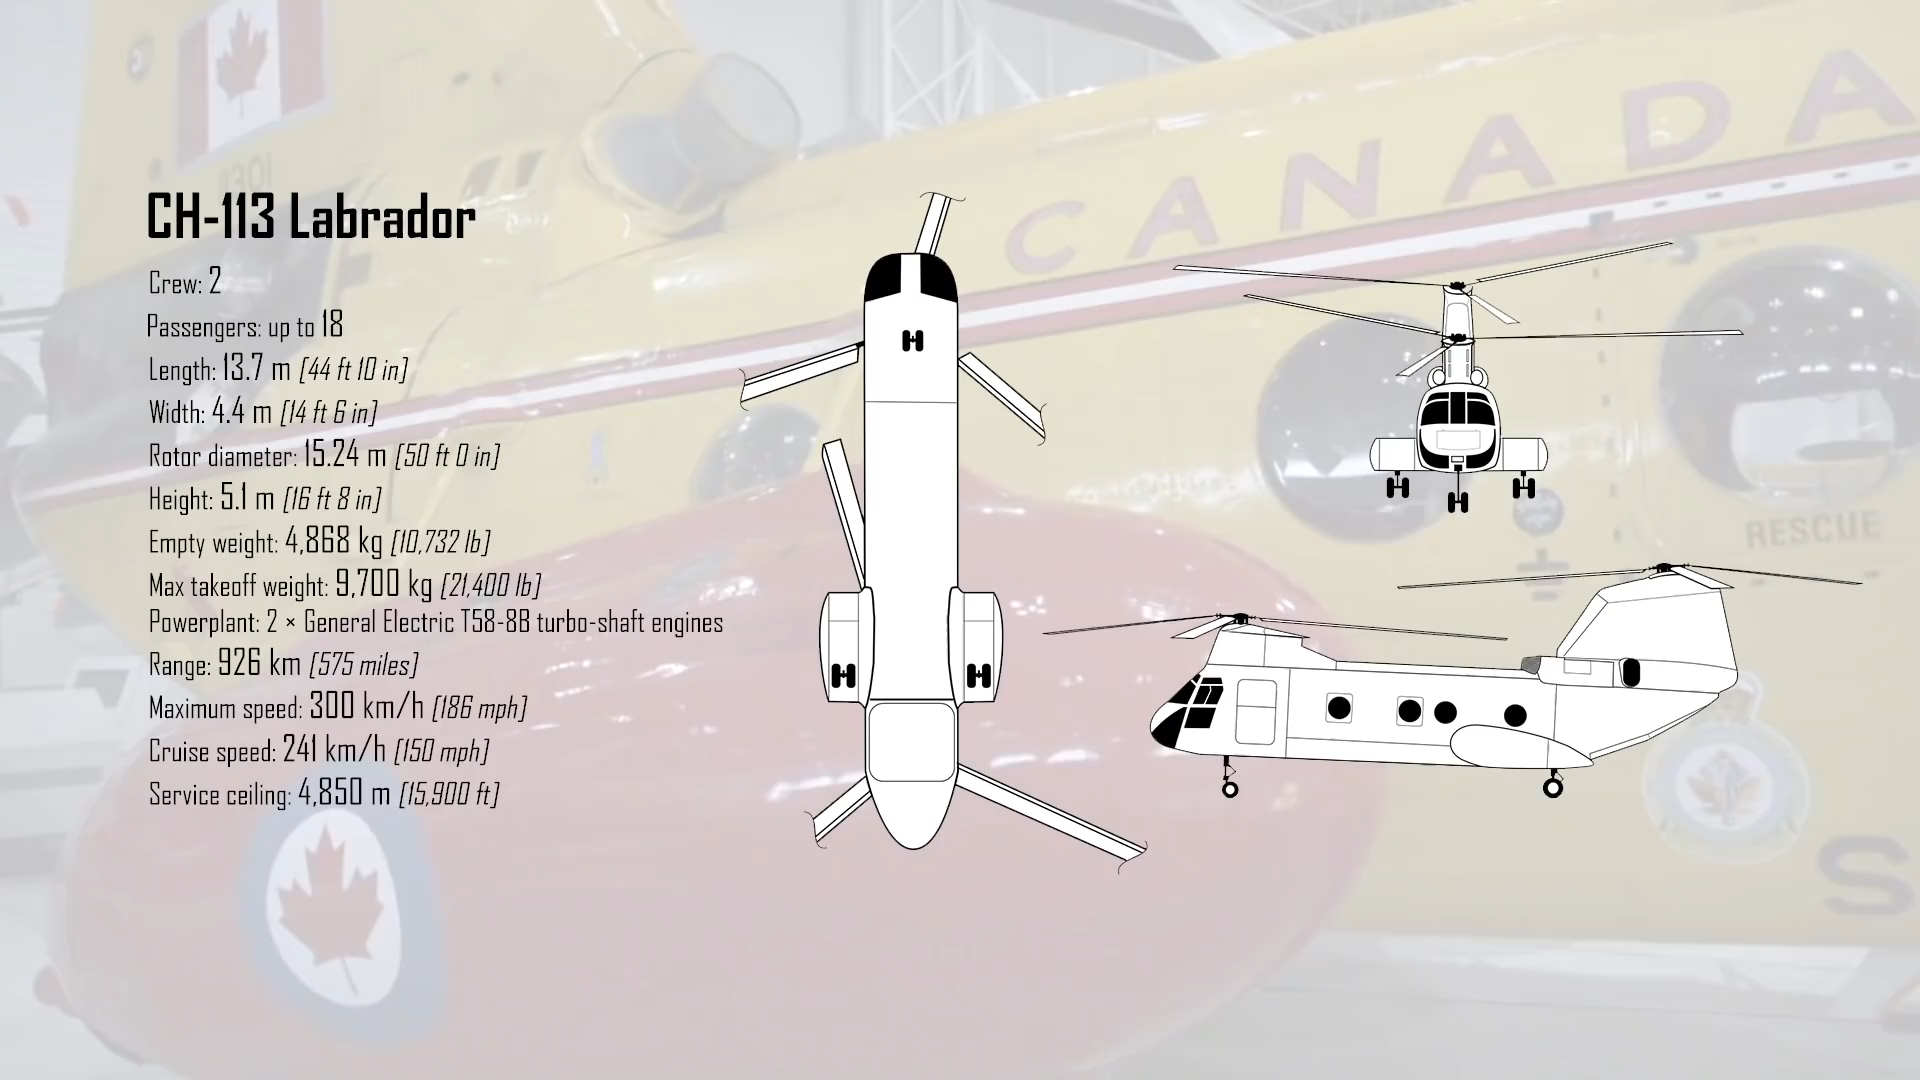 CH-113 Labrador
Crew: 2
Passengers: up to 18
Length: 13.7 m [44 ft 10 in]
Width: 4.4 m [14 ft 6 in]
Rotor diameter: 15.24 m [50 ft 0 in]
Height: 5.1 m [16 ft 8 in]
Empty weight: 4,868 kg [10,732 lb]
Max takeoff weight: 9,700 kg [21,400 lb]
Powerplant: 2 × General Electric T58-8B turbo-shaft engines
Range: 926 km [575 miles]
Maximum speed: 300 km/h [186 mph]
Cruise speed: 241 km/h [150 mph]
Service ceiling: 4,850 m [15,900 ft]
CANADA
RESCUE
S